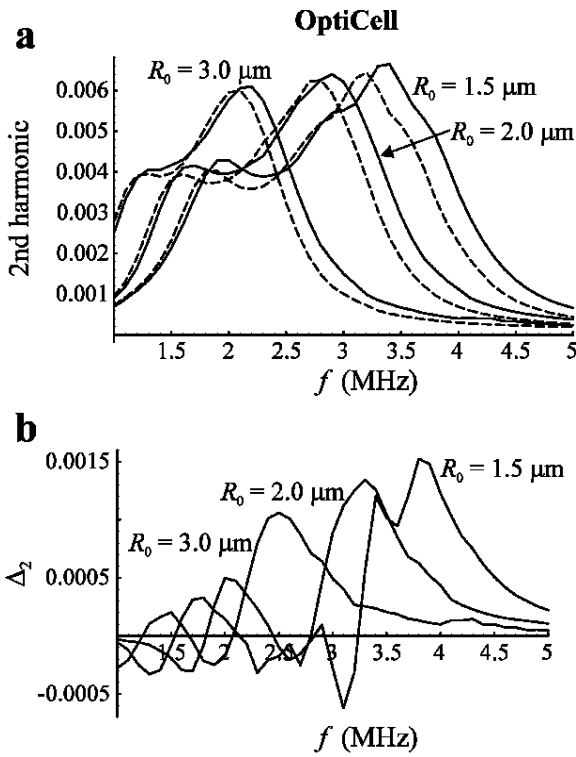 OptiCell
a
R₀ = 3.0 μm
R₀ = 1.5 μm
R₀ = 2.0 μm
2nd harmonic
0.006
0.005
0.004
0.003
0.002
0.001
1.5 2 2.5 3 3.5 4 4.5 5
f (MHz)
b
0.0015
R₀ = 1.5 μm
R₀ = 2.0 μm
R₀ = 3.0 μm
Δ₂
0.0005
-0.0005
1.5 2 2.5 3 3.5 4 4.5 5
f (MHz)